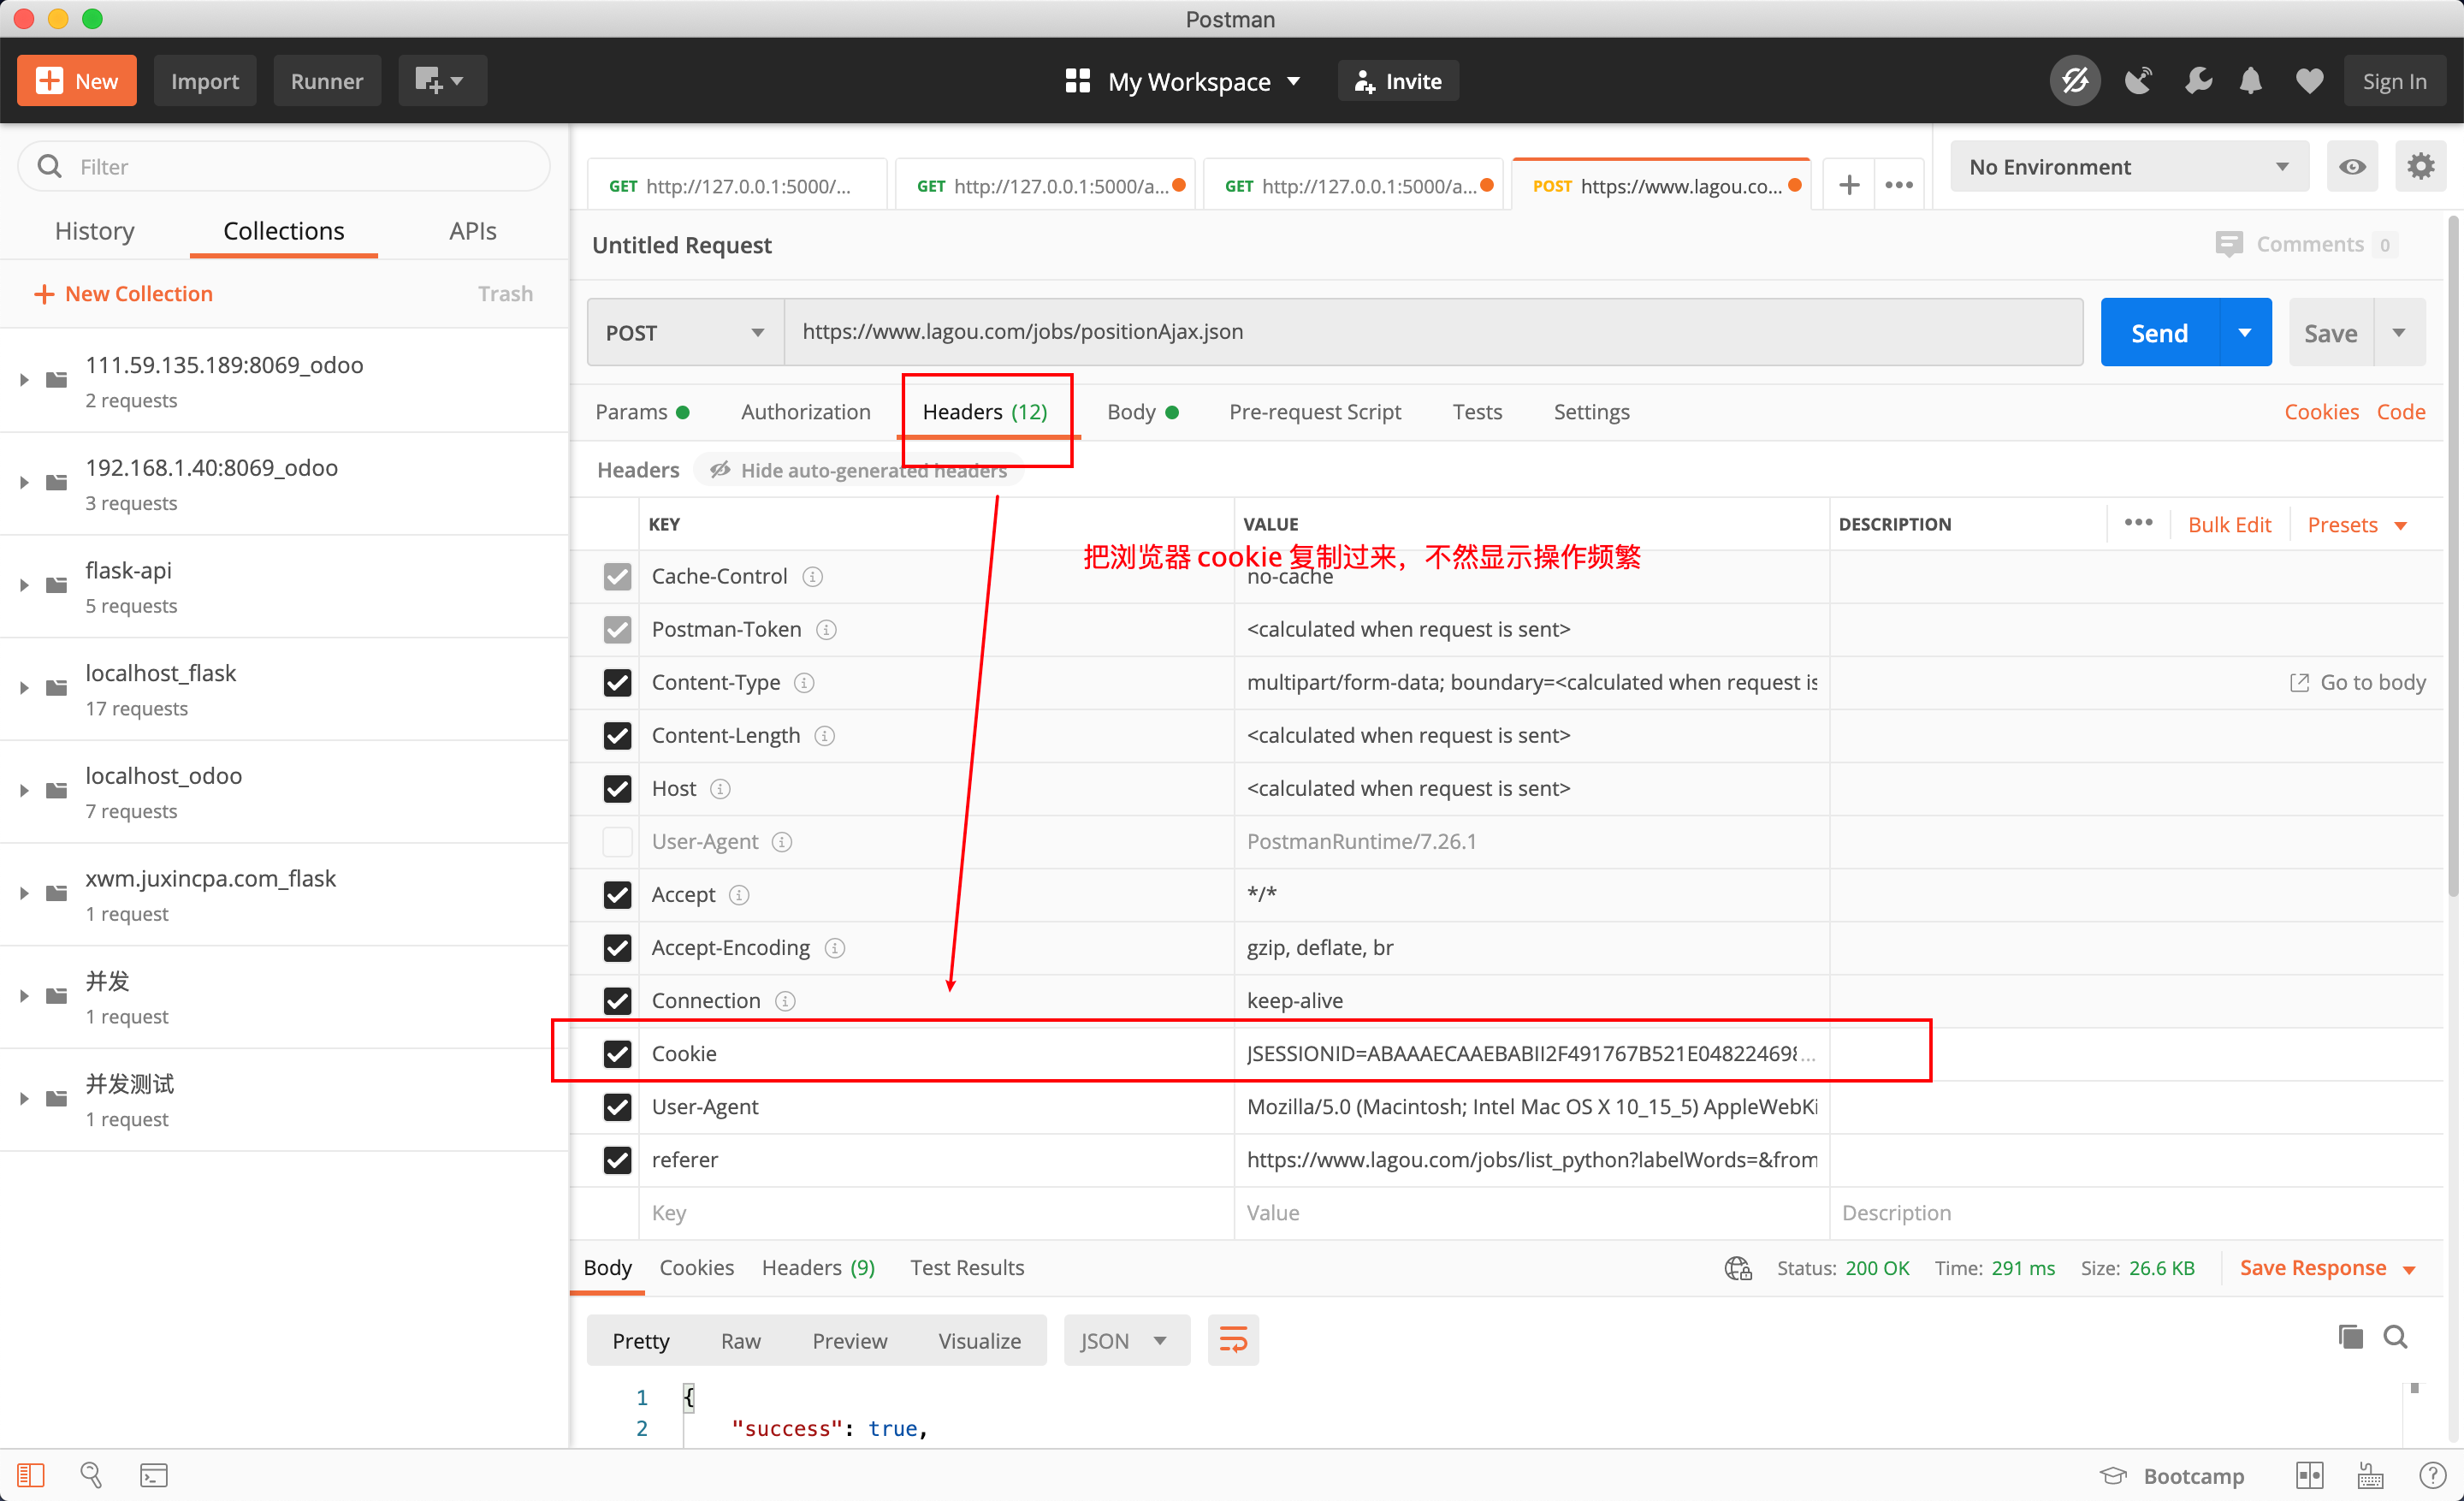 Postman
New
Import
Runner
My Workspace
Invite
Sign In
Filter
History
Collections
APIs
New Collection
Trash
111.59.135.189:8069_odoo
2 requests
192.168.1.40:8069_odoo
3 requests
flask-api
5 requests
localhost_flask
17 requests
localhost_odoo
7 requests
xwm.juxincpa.com_flask
1 request
并发
1 request
并发测试
1 request
GET http://127.0.0.1:5000/...
GET http://127.0.0.1:5000/a...
GET http://127.0.0.1:5000/a...
POST https://www.lagou.co...
No Environment
Untitled Request
Comments 0
POST
https://www.lagou.com/jobs/positionAjax.json
Send
Save
Params
Authorization
Headers (12)
Body
Pre-request Script
Tests
Settings
Cookies
Code
Headers
Hide auto-generated headers
KEY VALUE DESCRIPTION
Bulk Edit
Presets
把浏览器 cookie 复制过来，不然显示操作频繁
Cache-Control no-cache
Postman-Token <calculated when request is sent>
Content-Type multipart/form-data; boundary=<calculated when request is
Go to body
Content-Length <calculated when request is sent>
Host <calculated when request is sent>
User-Agent PostmanRuntime/7.26.1
Accept */*
Accept-Encoding gzip, deflate, br
Connection keep-alive
Cookie JSESSIONID=ABAAAECAAEBABII2F491767B521E04822469...
User-Agent Mozilla/5.0 (Macintosh; Intel Mac OS X 10_15_5) AppleWebKi
referer https://www.lagou.com/jobs/list_python?labelWords=&from
Key Value Description
Body
Cookies
Headers (9)
Test Results
Status: 200 OK
Time: 291 ms
Size: 26.6 KB
Save Response
Pretty
Raw
Preview
Visualize
JSON
1 {
2 "success": true,
Bootcamp